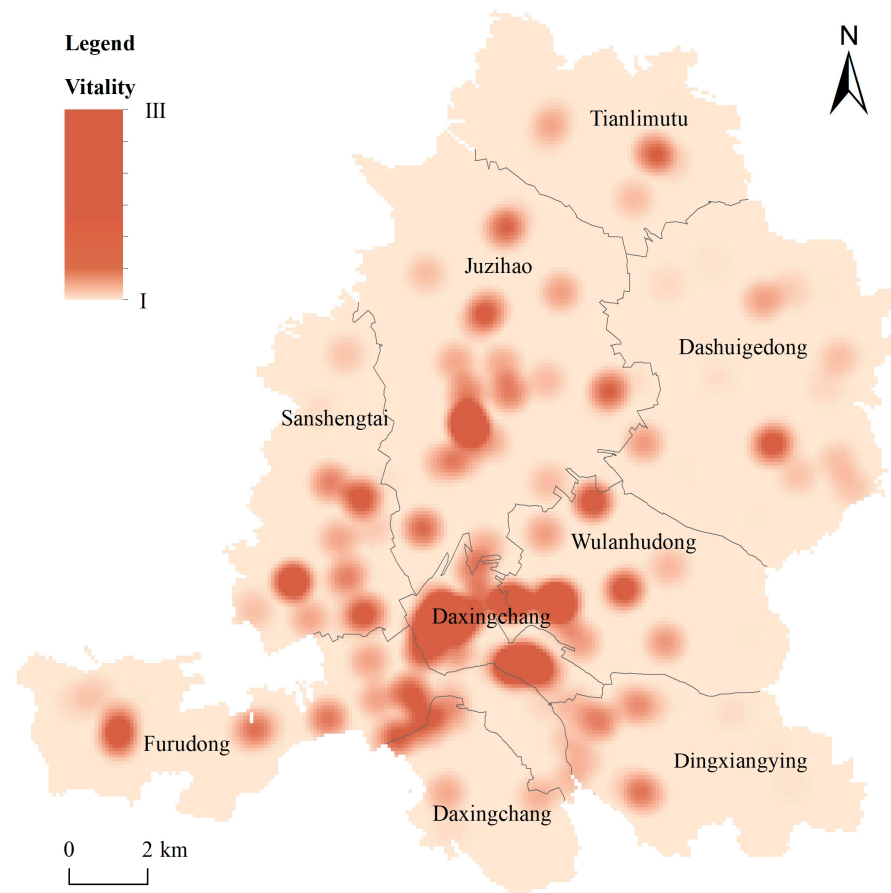 Legend
N
Vitality
III
Tianlimutu
Juzihao
I
Dashuigedong
Sanshengtai
Wulanhudong
Daxingchang
Furudong
Dingxiangying
Daxingchang
0 2 km